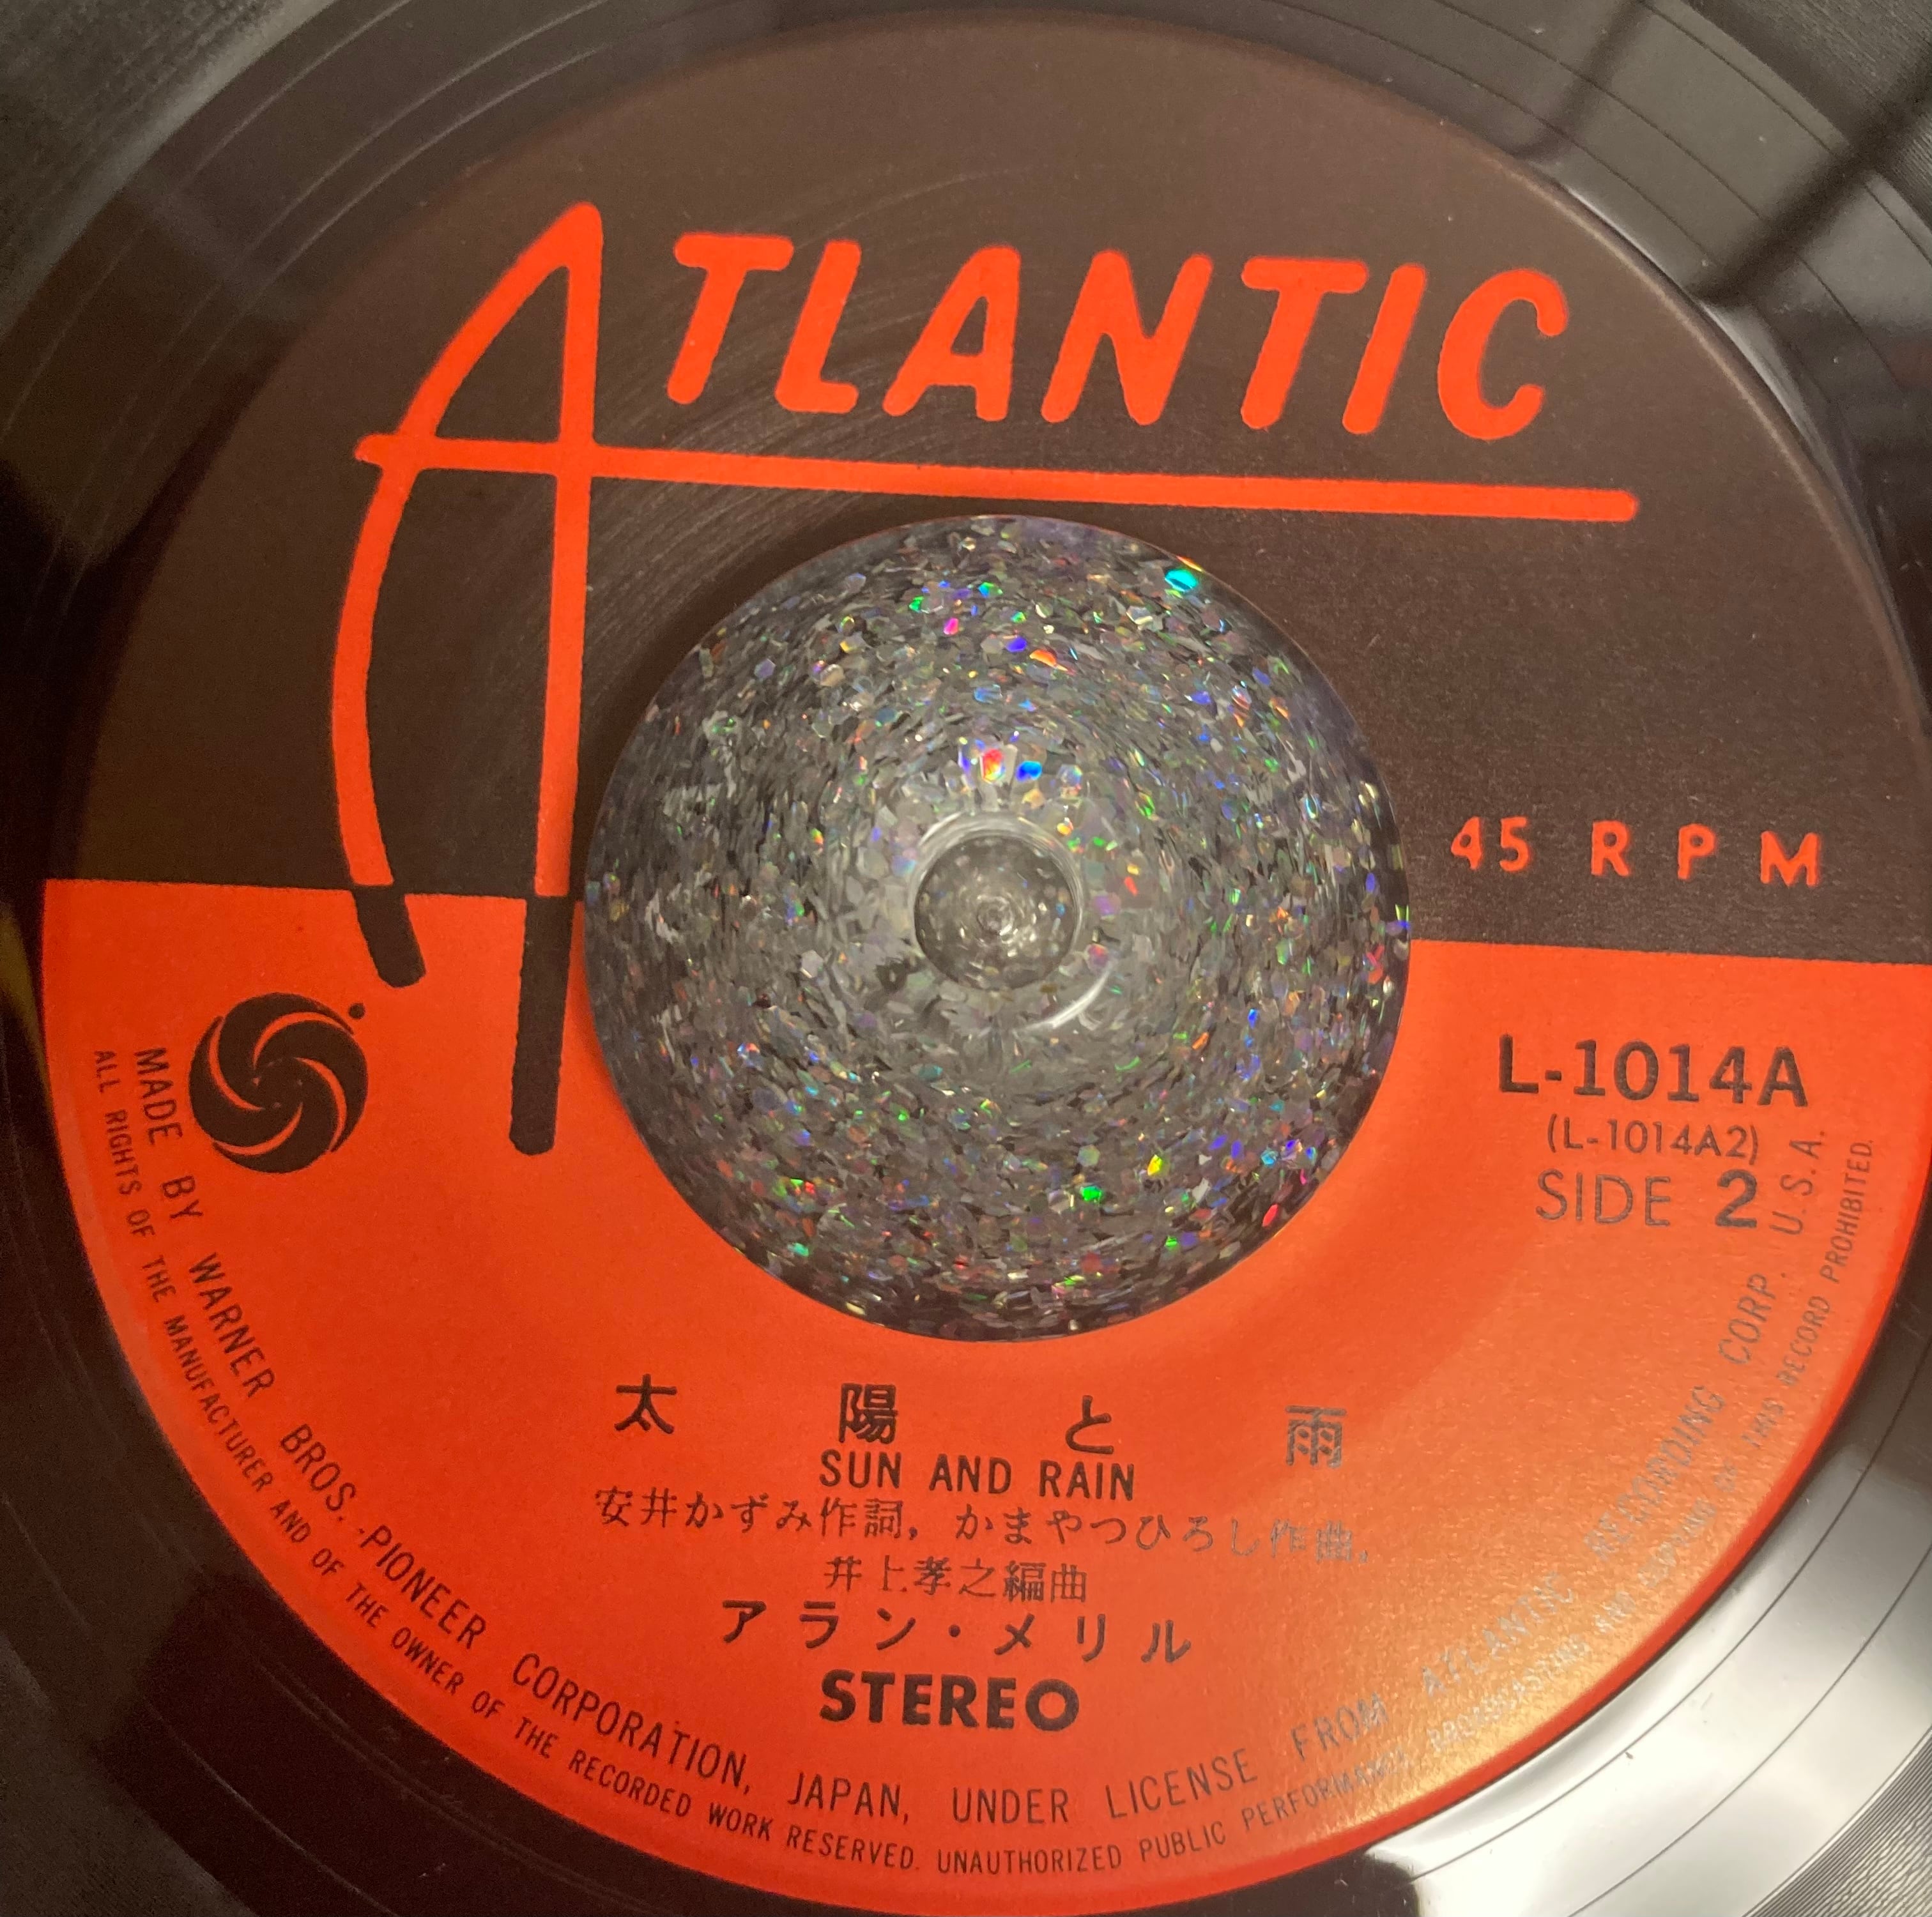 ATLANTIC
45 RPM
L-1014A
(L-1014A2)
SIDE 2
太陽と雨
SUN AND RAIN
安井かずみ作詞, かまやつひろし作曲,
井上孝之編曲
アラン・メリル
STEREO
MADE BY WARNER BROS.-PIONEER CORPORATION, JAPAN, UNDER LICENSE FROM ATLANTIC RECORDING CORP. U.S.A.
ALL RIGHTS OF THE MANUFACTURER AND OF THE OWNER OF THE RECORDED WORK RESERVED. UNAUTHORIZED PUBLIC PERFORMANCE, BROADCASTING AND COPYING OF THIS RECORD PROHIBITED.